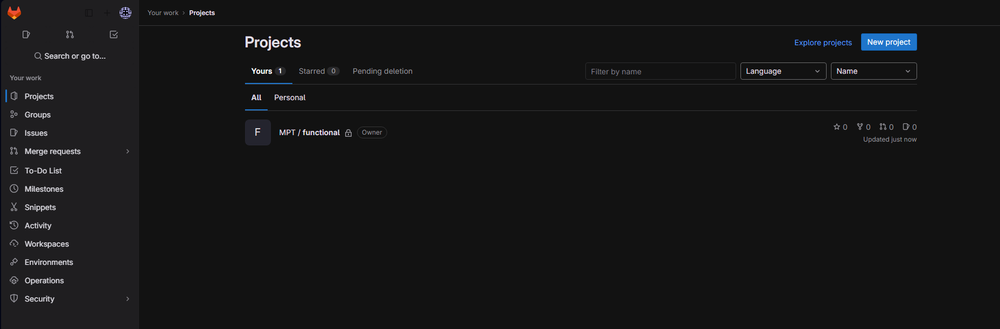 Your work › Projects
Search or go to...
Your work
Projects
Groups
Issues
Merge requests
To-Do List
Milestones
Snippets
Activity
Workspaces
Environments
Operations
Security
Projects
Explore projects
New project
Yours 1
Starred 0
Pending deletion
Filter by name
Language
Name
All
Personal
F
MPT / functional
Owner
0 0 0 0
Updated just now